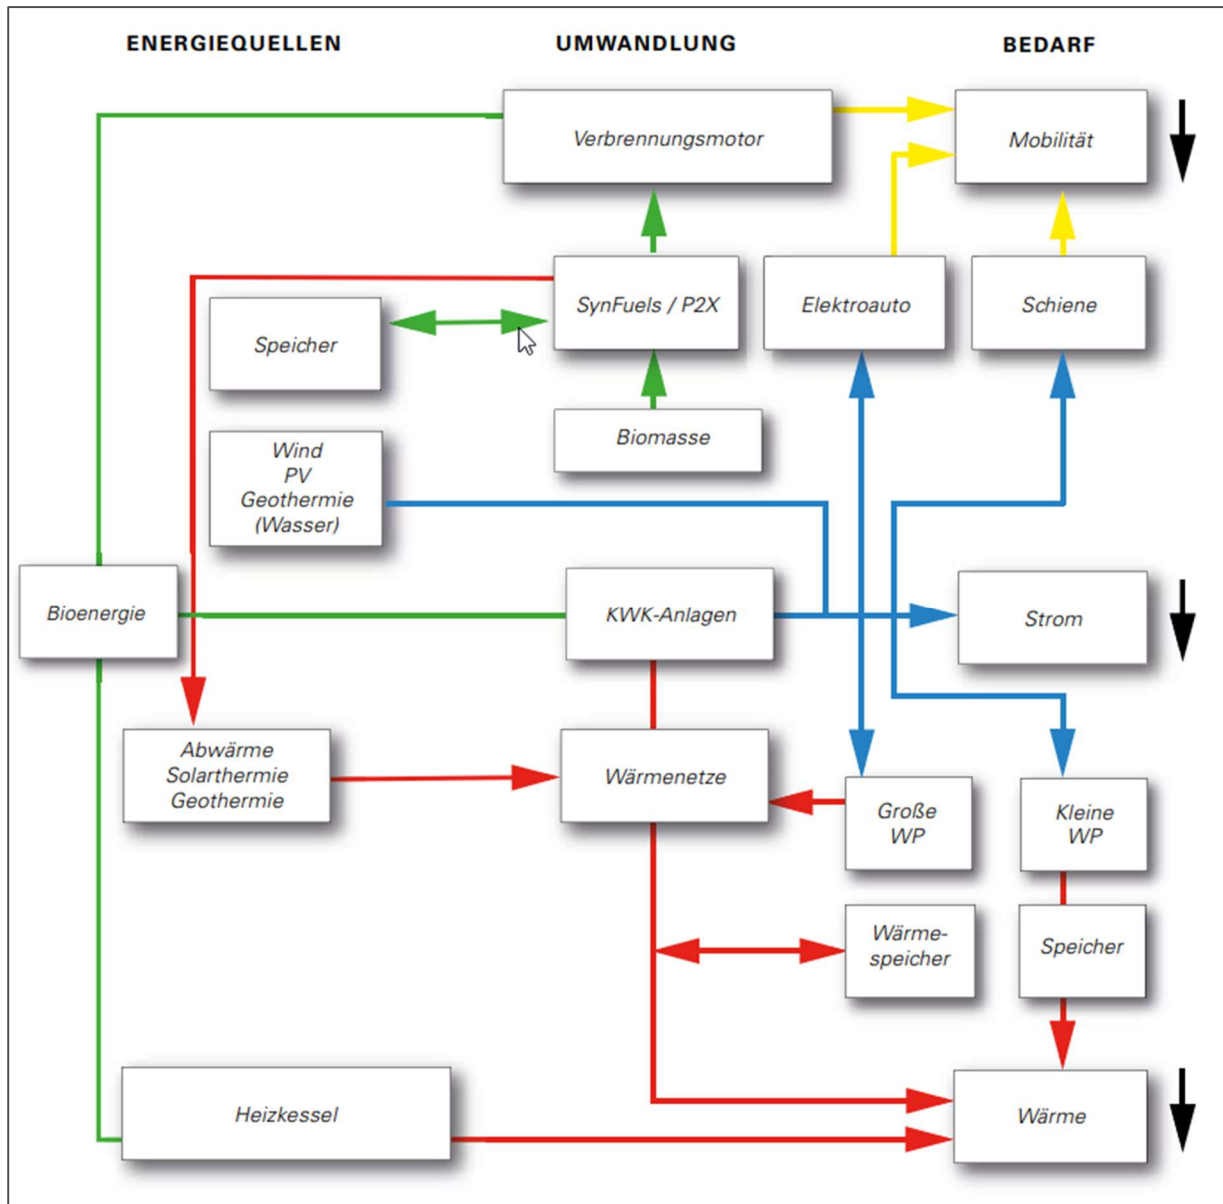 ENERGIEQUELLEN
UMWANDLUNG
BEDARF
Verbrennungsmotor
Mobilität
Speicher
SynFuels / P2X
Elektroauto
Schiene
Biomasse
Wind
PV
Geothermie
(Wasser)
Bioenergie
KWK-Anlagen
Strom
Abwärme
Solarthermie
Geothermie
Wärmenetze
Große
WP
Kleine
WP
Wärme-
speicher
Speicher
Heizkessel
Wärme